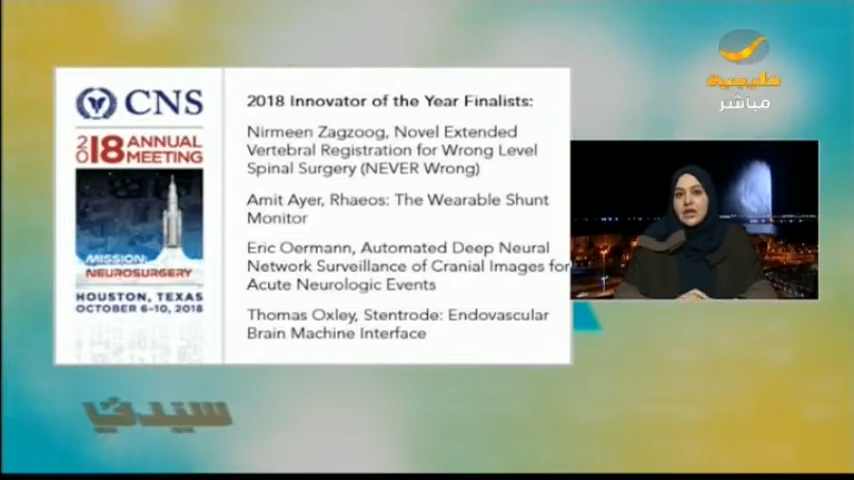 CNS
2018 ANNUAL
MEETING
MISSION:
NEUROSURGERY
HOUSTON, TEXAS
OCTOBER 6-10, 2018
2018 Innovator of the Year Finalists:
Nirmeen Zagzoog, Novel Extended
Vertebral Registration for Wrong Level
Spinal Surgery (NEVER Wrong)
Amit Ayer, Rhaeos: The Wearable Shunt
Monitor
Eric Oermann, Automated Deep Neural
Network Surveillance of Cranial Images for
Acute Neurologic Events
Thomas Oxley, Stentrode: Endovascular
Brain Machine Interface
خليجية
مباشر
سيدتي